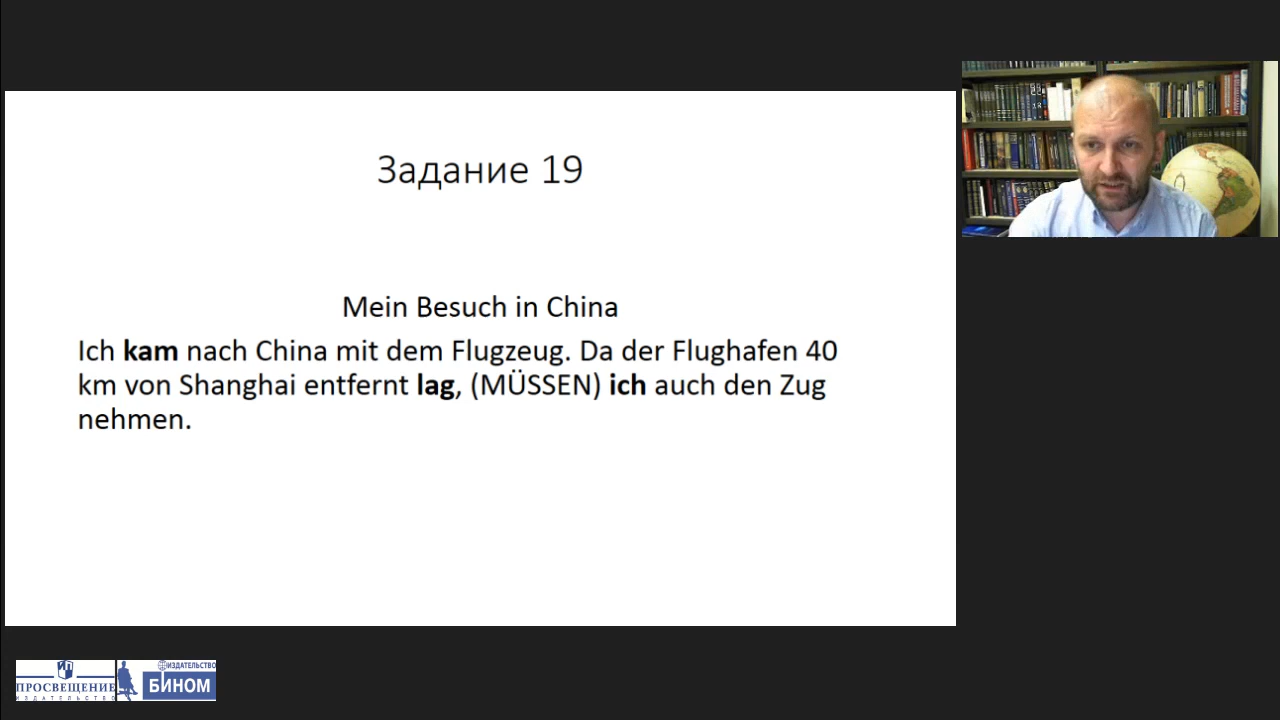 Задание 19
Mein Besuch in China
Ich kam nach China mit dem Flugzeug. Da der Flughafen 40
km von Shanghai entfernt lag, (MÜSSEN) ich auch den Zug
nehmen.
ПРОСВЕЩЕНИЕ
ИЗДАТЕЛЬСТВО
ИЗДАТЕЛЬСТВО
БИНОМ